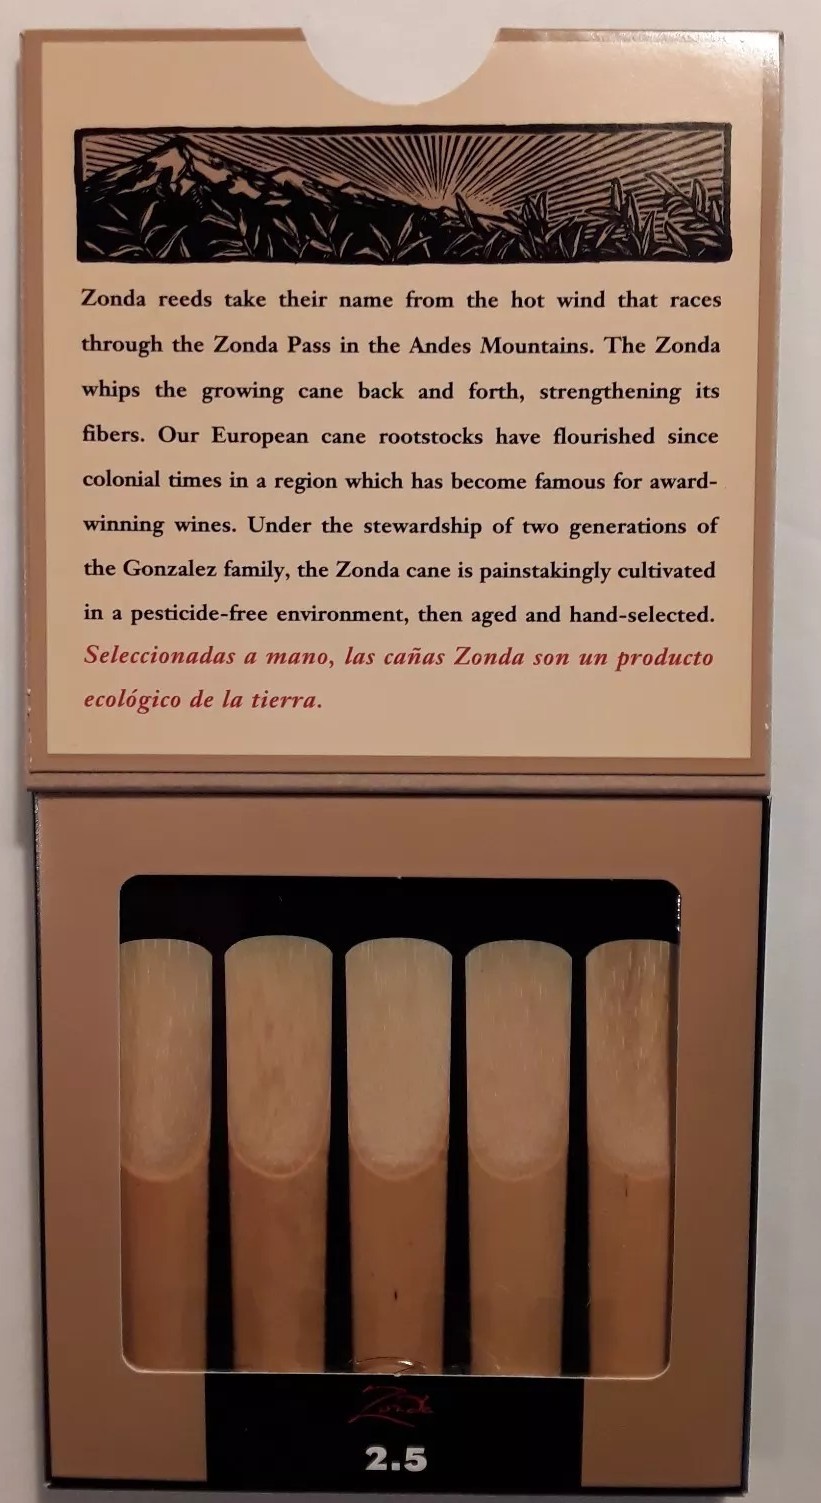 Zonda reeds take their name from the hot wind that races
through the Zonda Pass in the Andes Mountains. The Zonda
whips the growing cane back and forth, strengthening its
fibers. Our European cane rootstocks have flourished since
colonial times in a region which has become famous for award-
winning wines. Under the stewardship of two generations of
the Gonzalez family, the Zonda cane is painstakingly cultivated
in a pesticide-free environment, then aged and hand-selected.
Seleccionadas a mano, las cañas Zonda son un producto
ecológico de la tierra.
Zonda
2.5